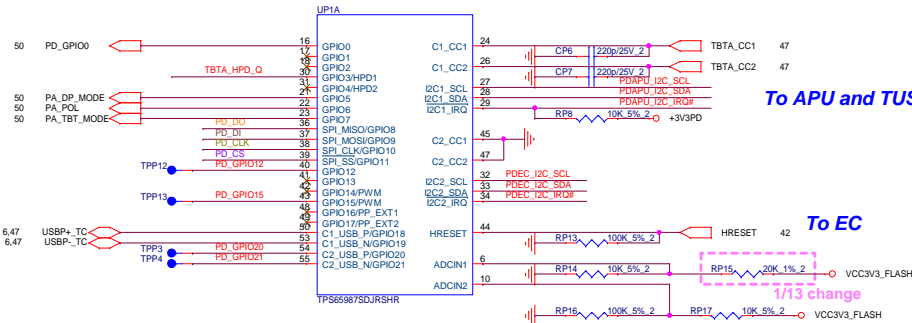 UP1A
50 PD_GPIO0 16 GPIO0 C1_CC1 24 TBTA_CC1 47
17 GPIO1 CP6 220p/25V_2
18 GPIO2 C1_CC2 26 TBTA_CC2 47
TBTA_HPD_Q 30 GPIO3/HPD1 CP7 220p/25V_2
31 GPIO4/HPD2 I2C1_SCL 27 PDAPU_I2C_SCL
50 PA_DP_MODE 21 GPIO5 I2C1_SDA 28 PDAPU_I2C_SDA
50 PA_POL 22 GPIO6 I2C1_IRQ 29 PDAPU_I2C_IRQ#
To APU and TUS
50 PA_TBT_MODE 23 GPIO7 RP8 10K_5%_2 +3V3PD
PD_DO 36 SPI_MISO/GPIO8
PD_DI 37 SPI_MOSI/GPIO9 C2_CC1 45
PD_CLK 38 SPI_CLK/GPIO10
PD_CS 39 SPI_SS/GPIO11 C2_CC2 47
TPP12 PD_GPIO12 40 GPIO12
41 GPIO13 I2C2_SCL 32 PDEC_I2C_SCL
42 GPIO14/PWM I2C2_SDA 33 PDEC_I2C_SDA
TPP13 PD_GPIO15 43 GPIO15/PWM I2C2_IRQ 34 PDEC_I2C_IRQ#
48 GPIO16/PP_EXT1
49 GPIO17/PP_EXT2
To EC
6,47 USBP+_TC 50 C1_USB_P/GPIO18 HRESET 44 HRESET 42
6,47 USBP-_TC 53 C1_USB_N/GPIO19 RP13 100K_5%_2
TPP3 PD_GPIO20 54 C2_USB_P/GPIO20
TPP4 PD_GPIO21 55 C2_USB_N/GPIO21 ADCIN1 6
RP14 10K_5%_2 RP15 20K_1%_2 VCC3V3_FLASH
ADCIN2 10
1/13 change
TPS65987SDJRSHR
RP16 100K_5%_2 RP17 10K_5%_2 VCC3V3_FLASH